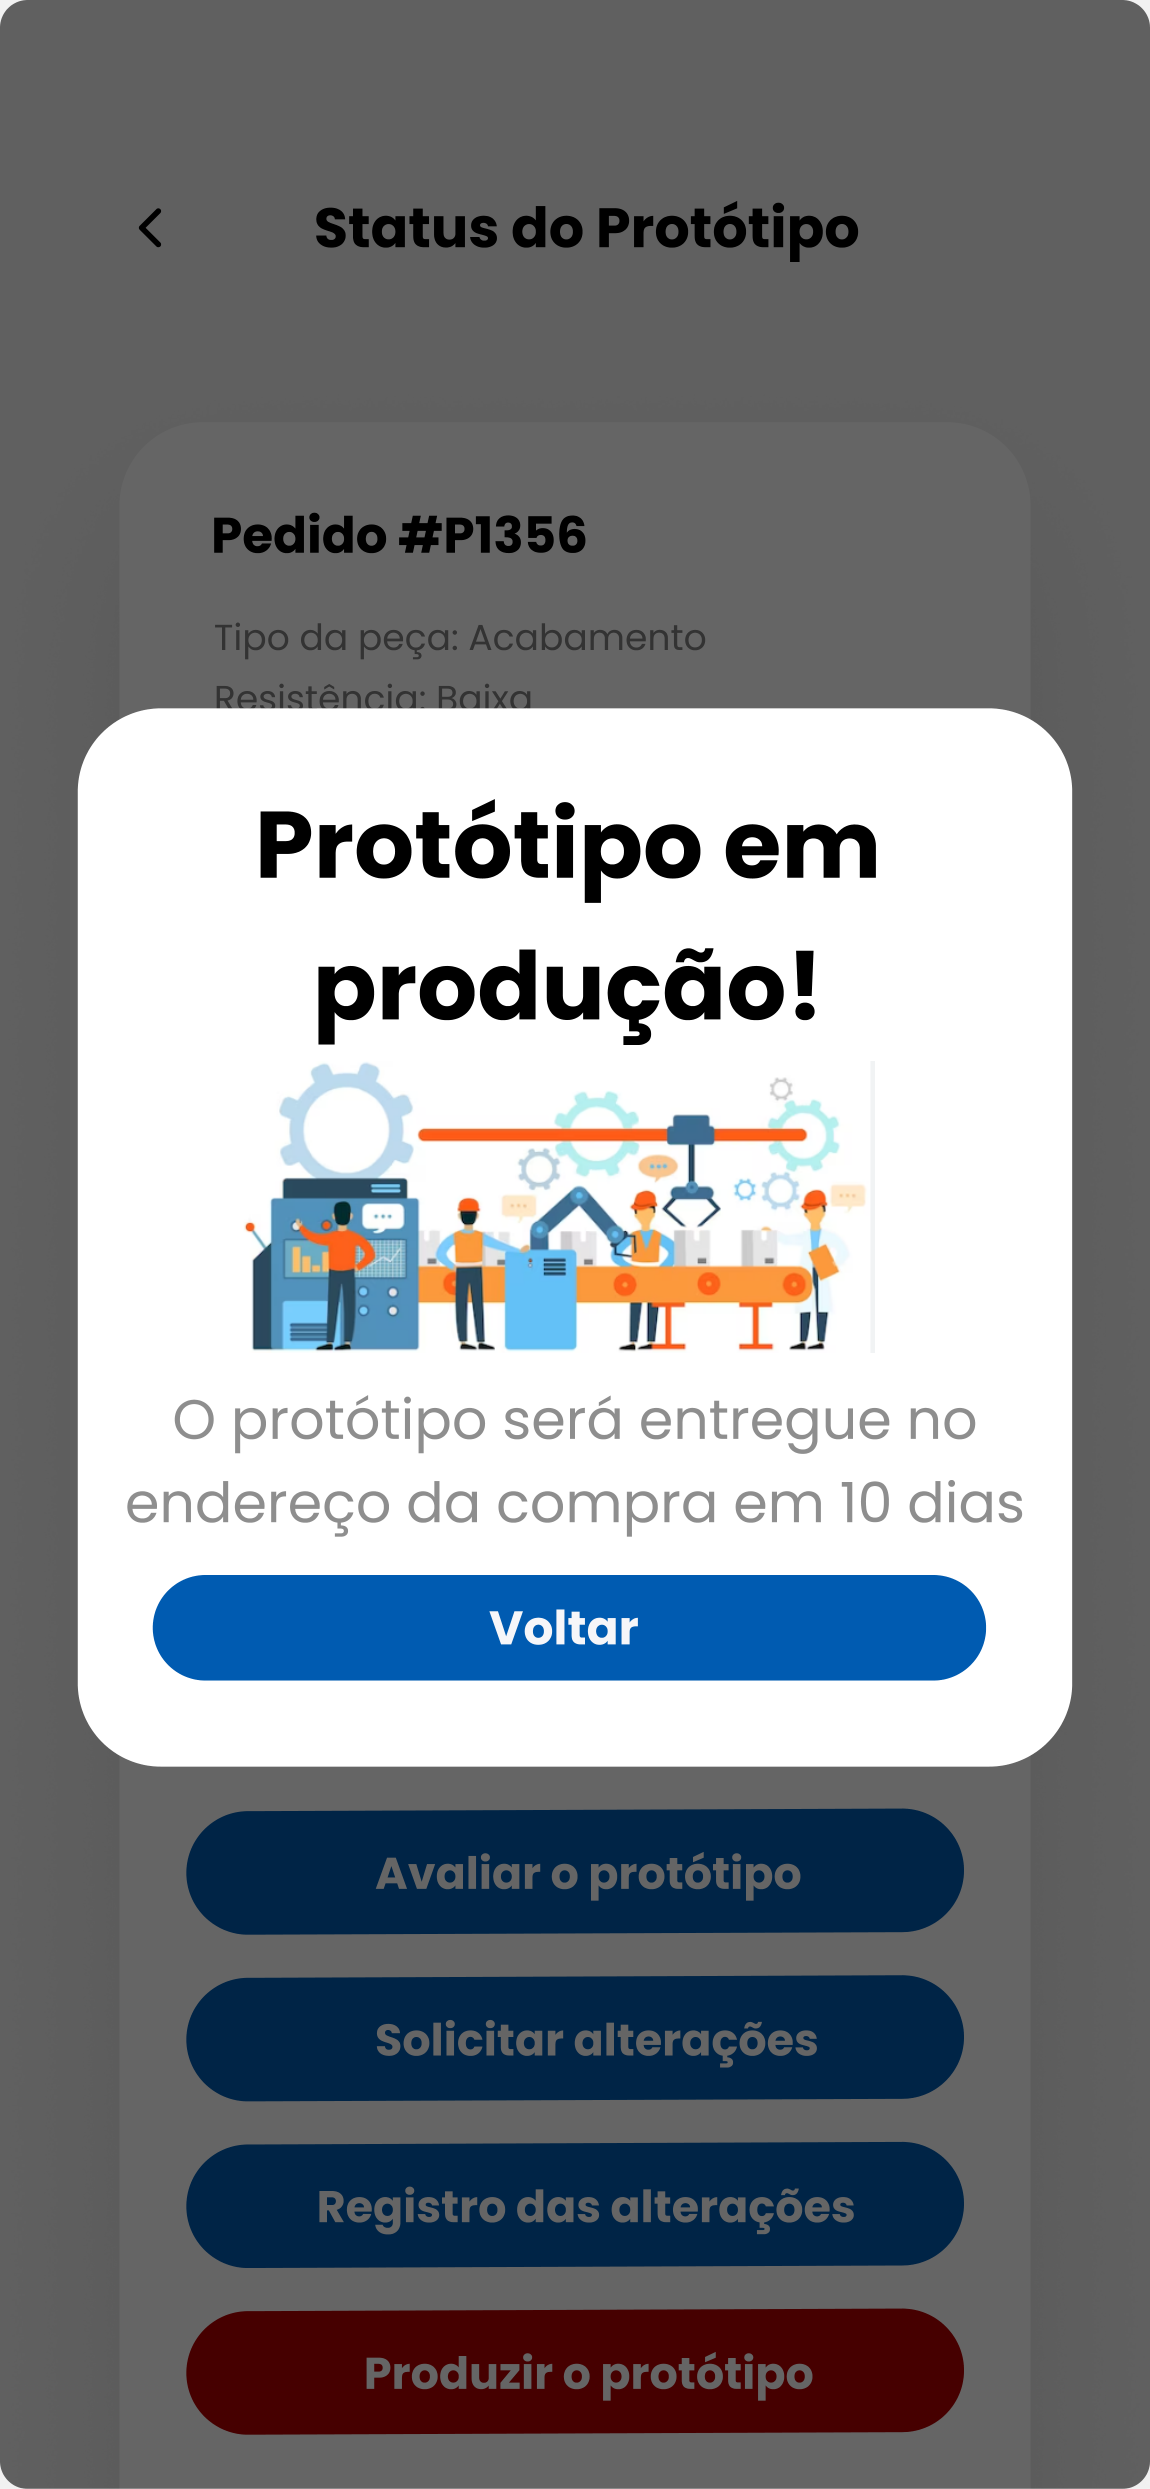 Status do Protótipo
Pedido #P1356
Tipo da peça: Acabamento
Resistência: Baixa
Protótipo em
produção!
O protótipo será entregue no
endereço da compra em 10 dias
Voltar
Avaliar o protótipo
Solicitar alterações
Registro das alterações
Produzir o protótipo